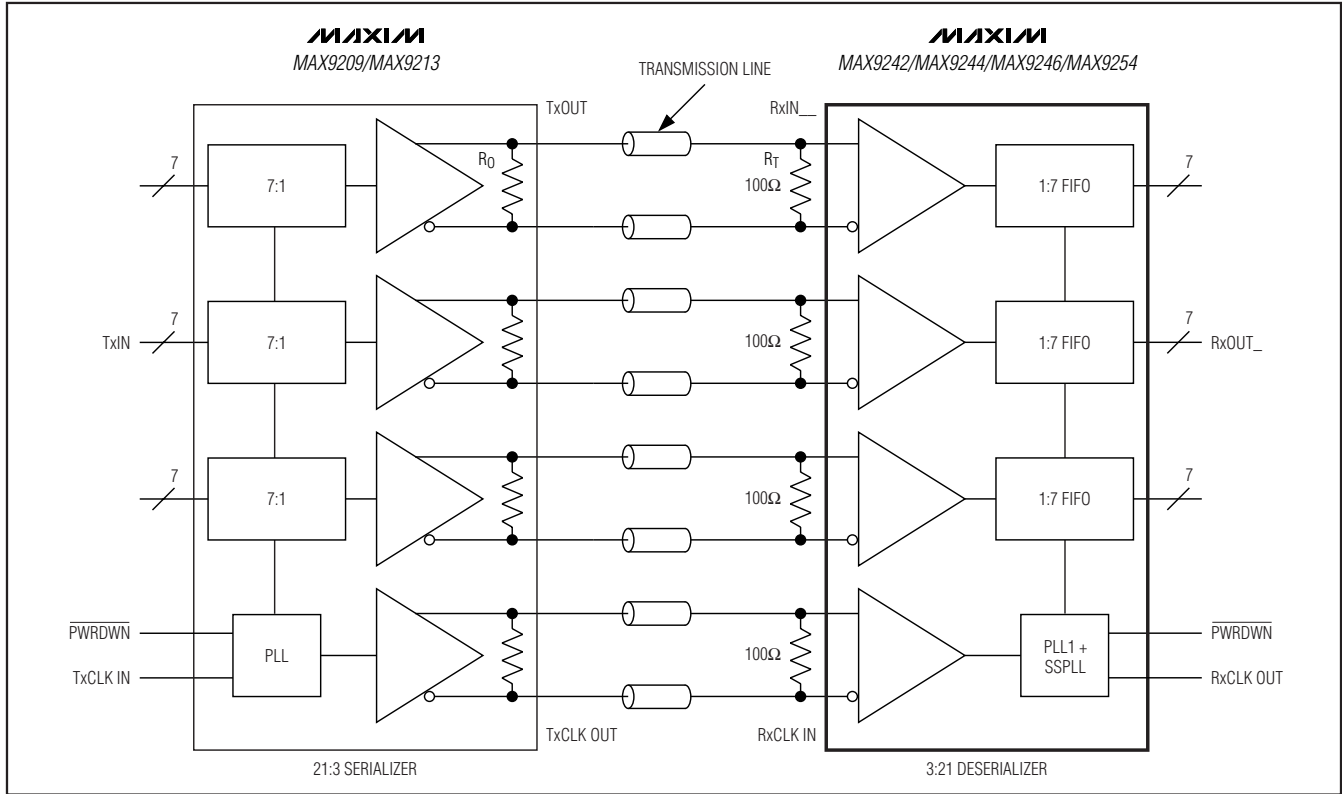 MAXIM
MAX9209/MAX9213
MAXIM
MAX9242/MAX9244/MAX9246/MAX9254
TRANSMISSION LINE
TxOUT
RxIN__
7
7:1
RO
RT
100Ω
1:7 FIFO
7
TxIN
7
7:1
100Ω
1:7 FIFO
7
RxOUT_
7
7:1
100Ω
1:7 FIFO
7
PWRDWN
TxCLK IN
PLL
100Ω
PLL1 +
SSPLL
PWRDWN
RxCLK OUT
TxCLK OUT
RxCLK IN
21:3 SERIALIZER
3:21 DESERIALIZER